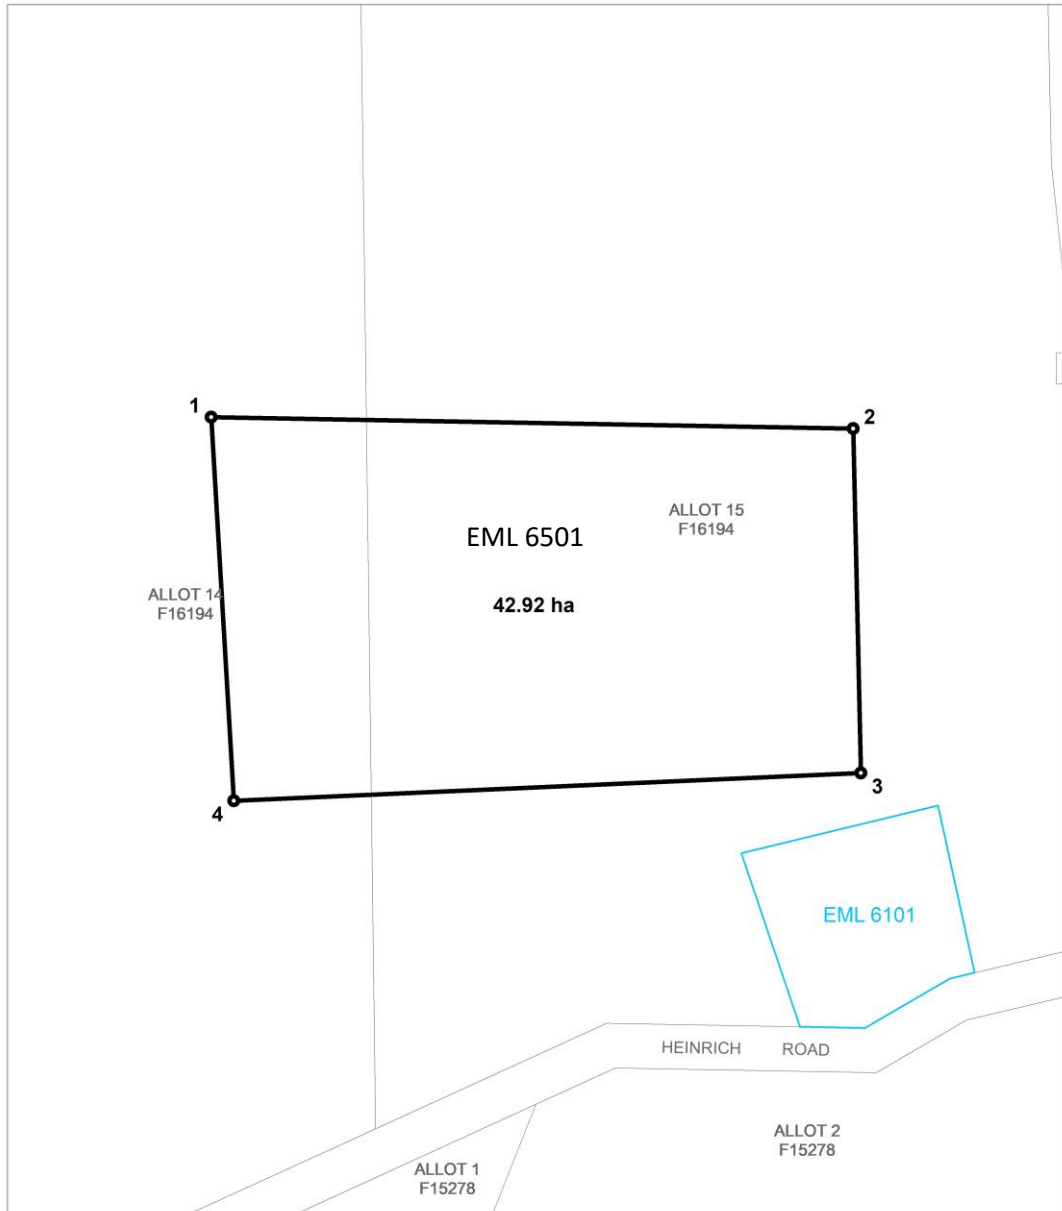 1
2
ALLOT 15
F16194
EML 6501
ALLOT 14
F16194
42.92 ha
3
4
EML 6101
HEINRICH ROAD
ALLOT 2
F15278
ALLOT 1
F15278